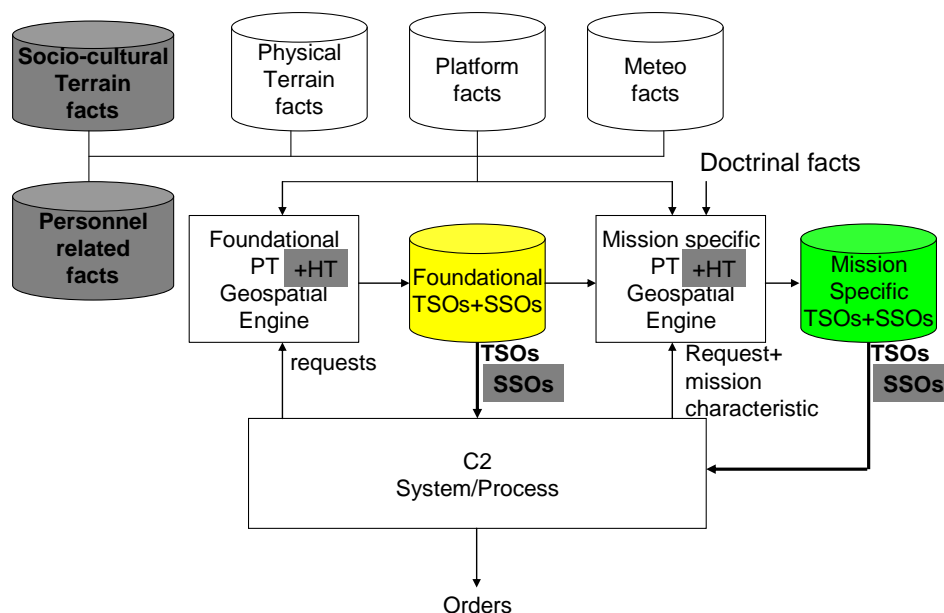 Socio-cultural
Terrain
facts
Physical
Terrain
facts
Platform
facts
Meteo
facts
Doctrinal facts
Personnel
related
facts
Foundational
PT +HT
Geospatial
Engine
Foundational
TSOs+SSOs
Mission specific
PT +HT
Geospatial
Engine
Mission
Specific
TSOs+SSOs
requests
TSOs
SSOs
Request+
mission
characteristic
TSOs
SSOs
C2
System/Process
Orders